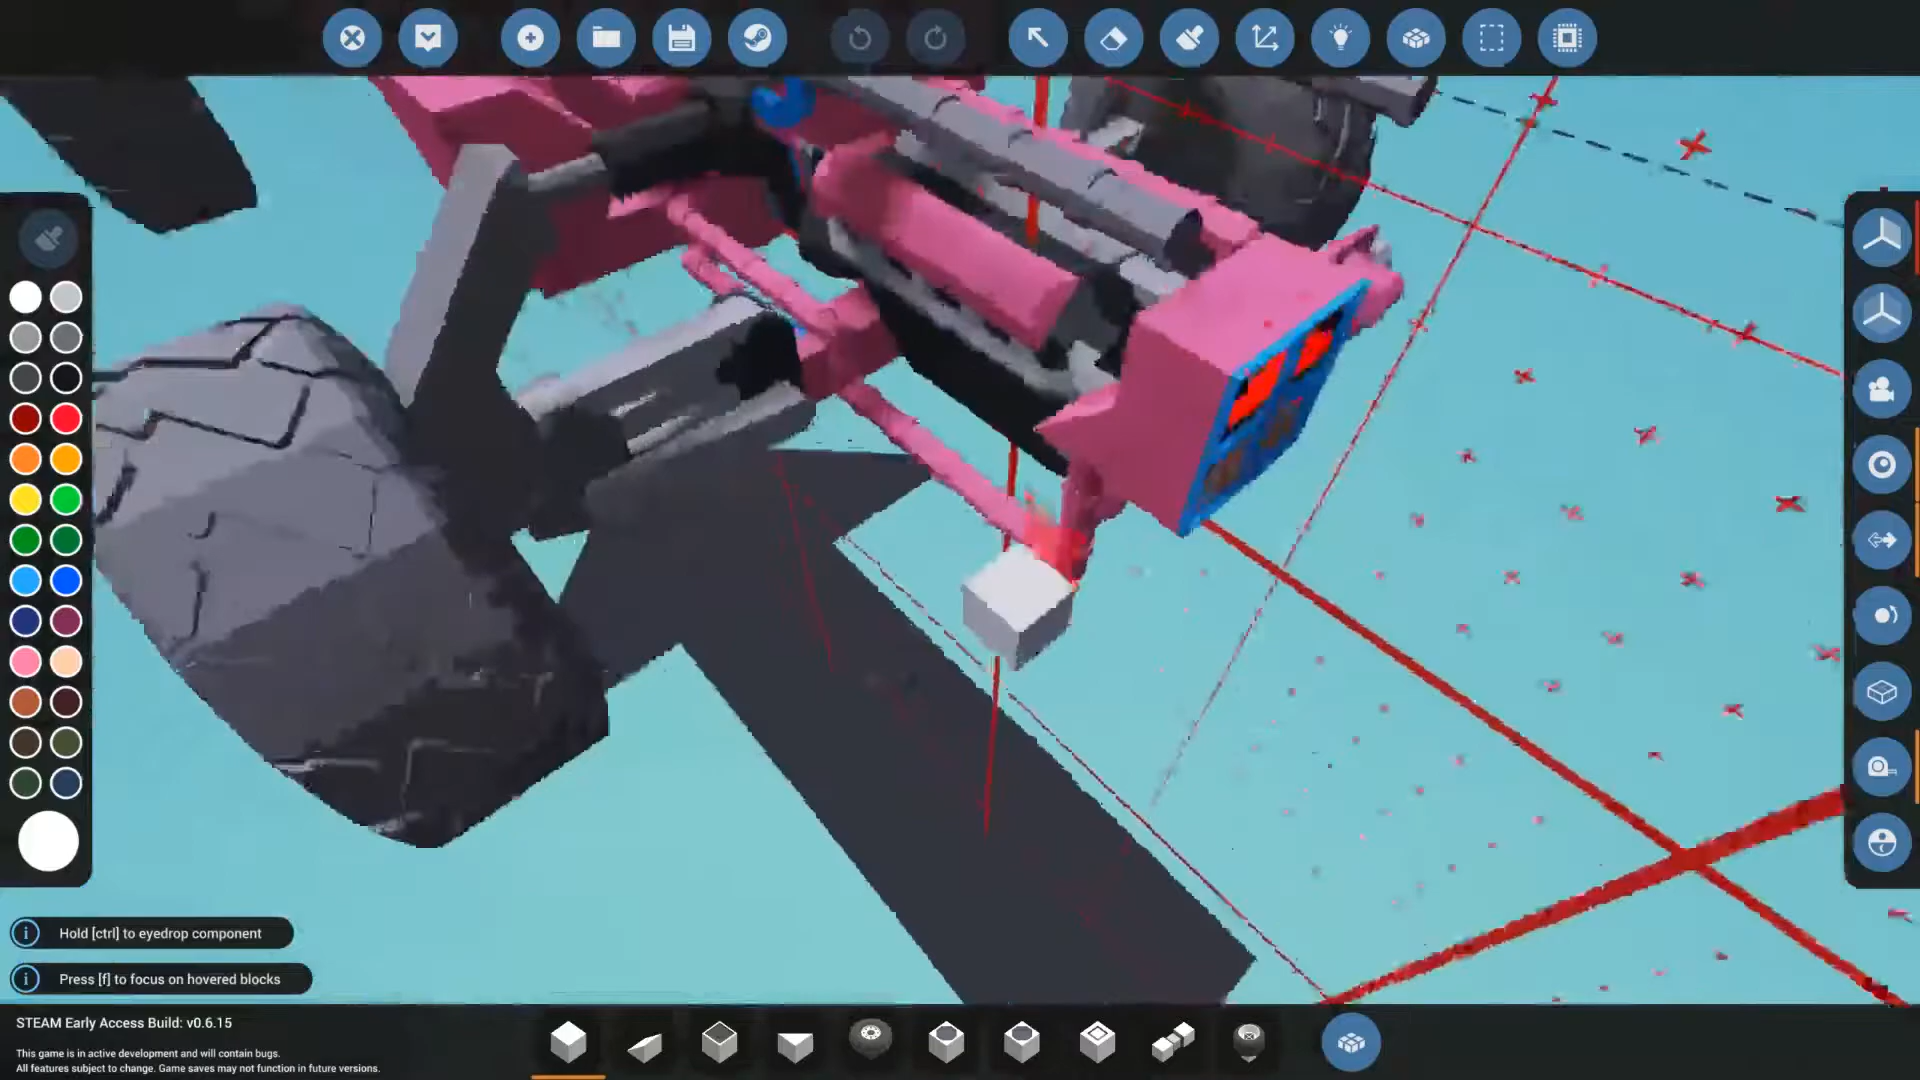 Hold [ctrl] to eyedrop component
Press [f] to focus on hovered blocks
STEAM Early Access Build: v0.6.15
This game is in active development and will contain bugs.
All features subject to change. Game saves may not function in future versions.